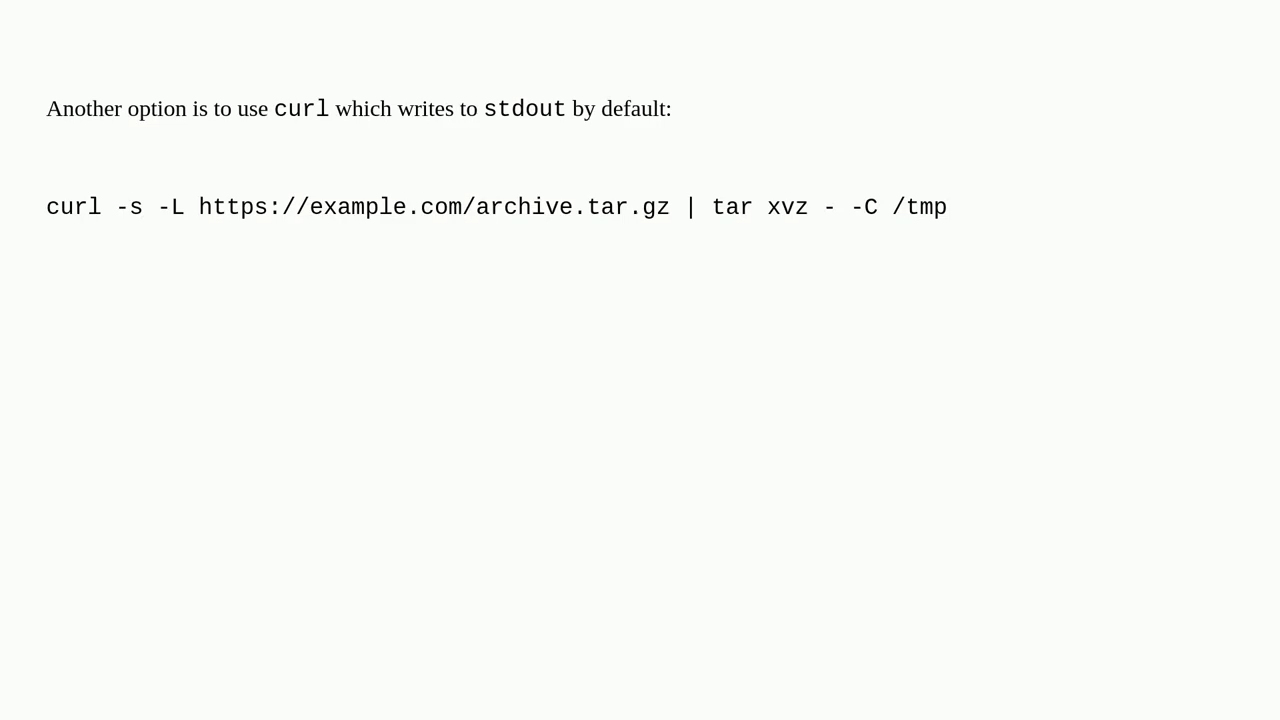 Another option is to use curl which writes to stdout by default:
curl -s -L https://example.com/archive.tar.gz | tar xvz - -C /tmp